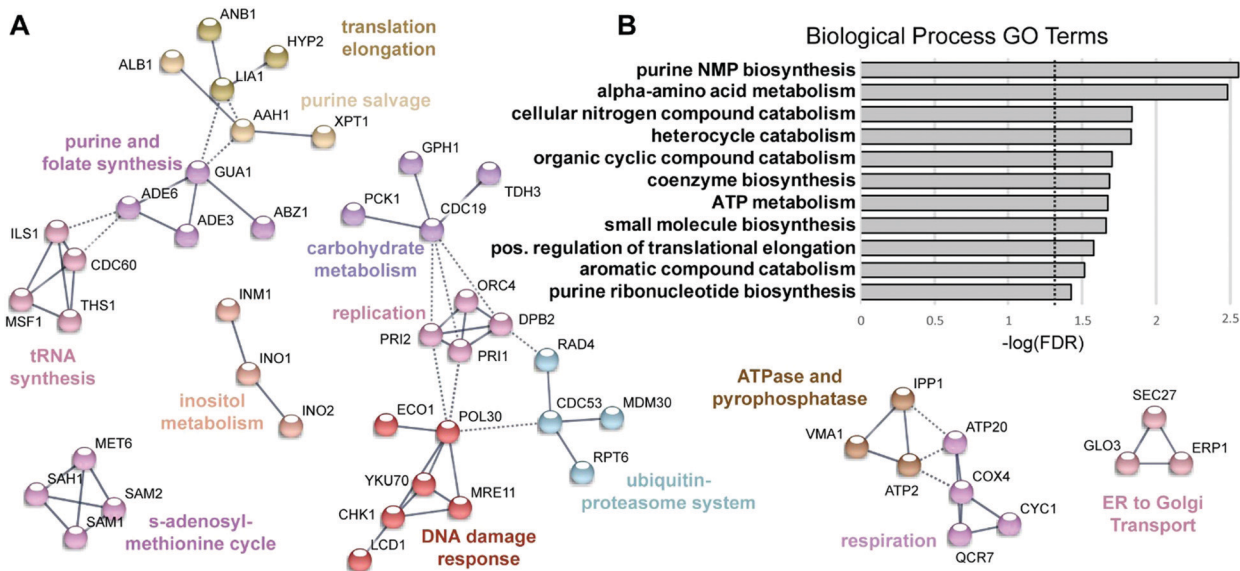 A
ANB1
translation
elongation
HYP2
ALB1
LIA1
purine salvage
AAH1
XPT1
purine and
folate synthesis
GUA1
ADE6
ADE3
ABZ1
ILS1
CDC60
MSF1
THS1
tRNA
synthesis
GPH1
PCK1
TDH3
CDC19
carbohydrate
metabolism
ORC4
replication
DPB2
PRI2
PRI1
RAD4
INM1
INO1
inositol
metabolism
INO2
ECO1
POL30
CDC53
MDM30
RPT6
ubiquitin-
proteasome system
YKU70
MRE11
CHK1
LCD1
DNA damage
response
MET6
SAH1
SAM2
SAM1
s-adenosyl-
methionine cycle
B
Biological Process GO Terms
purine NMP biosynthesis
alpha-amino acid metabolism
cellular nitrogen compound catabolism
heterocycle catabolism
organic cyclic compound catabolism
coenzyme biosynthesis
ATP metabolism
small molecule biosynthesis
pos. regulation of translational elongation
aromatic compound catabolism
purine ribonucleotide biosynthesis
0 0.5 1 1.5 2 2.5
-log(FDR)
ATPase and
pyrophosphatase
IPP1
VMA1
ATP20
ATP2
COX4
CYC1
respiration
QCR7
SEC27
GLO3
ERP1
ER to Golgi
Transport